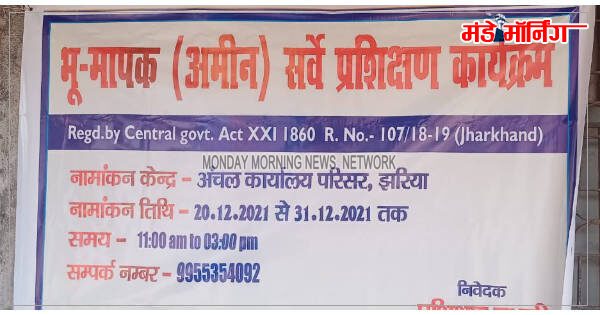 मंडे मॉर्निंग
भू-मापक (अमीन) सर्वे प्रशिक्षण कार्यक्रम
Regd.by Central govt. Act XXI 1860 R. No.- 107/18-19 (Jharkhand)
MONDAY MORNING NEWS NETWORK
नामांकन केन्द्र - अंचल कार्यालय परिसर, झरिया
नामांकन तिथि - 20.12.2021 से 31.12.2021 तक
समय - 11:00 am to 03:00 pm
सम्पर्क नम्बर - 9955354092
निवेदक